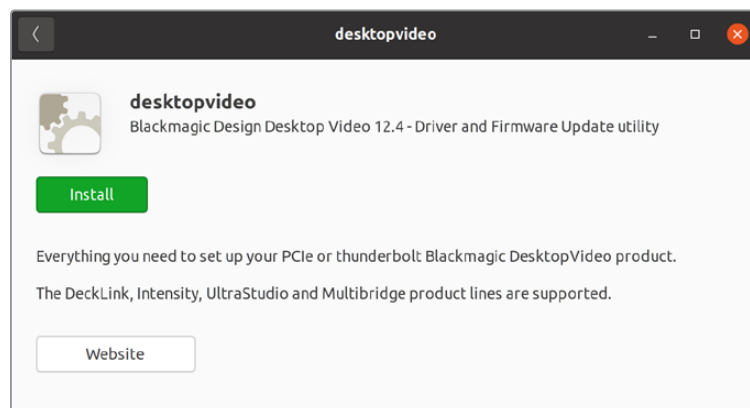 desktopvideo
desktopvideo
Blackmagic Design Desktop Video 12.4 - Driver and Firmware Update utility
Install
Everything you need to set up your PCIe or thunderbolt Blackmagic DesktopVideo product.
The DeckLink, Intensity, UltraStudio and Multibridge product lines are supported.
Website